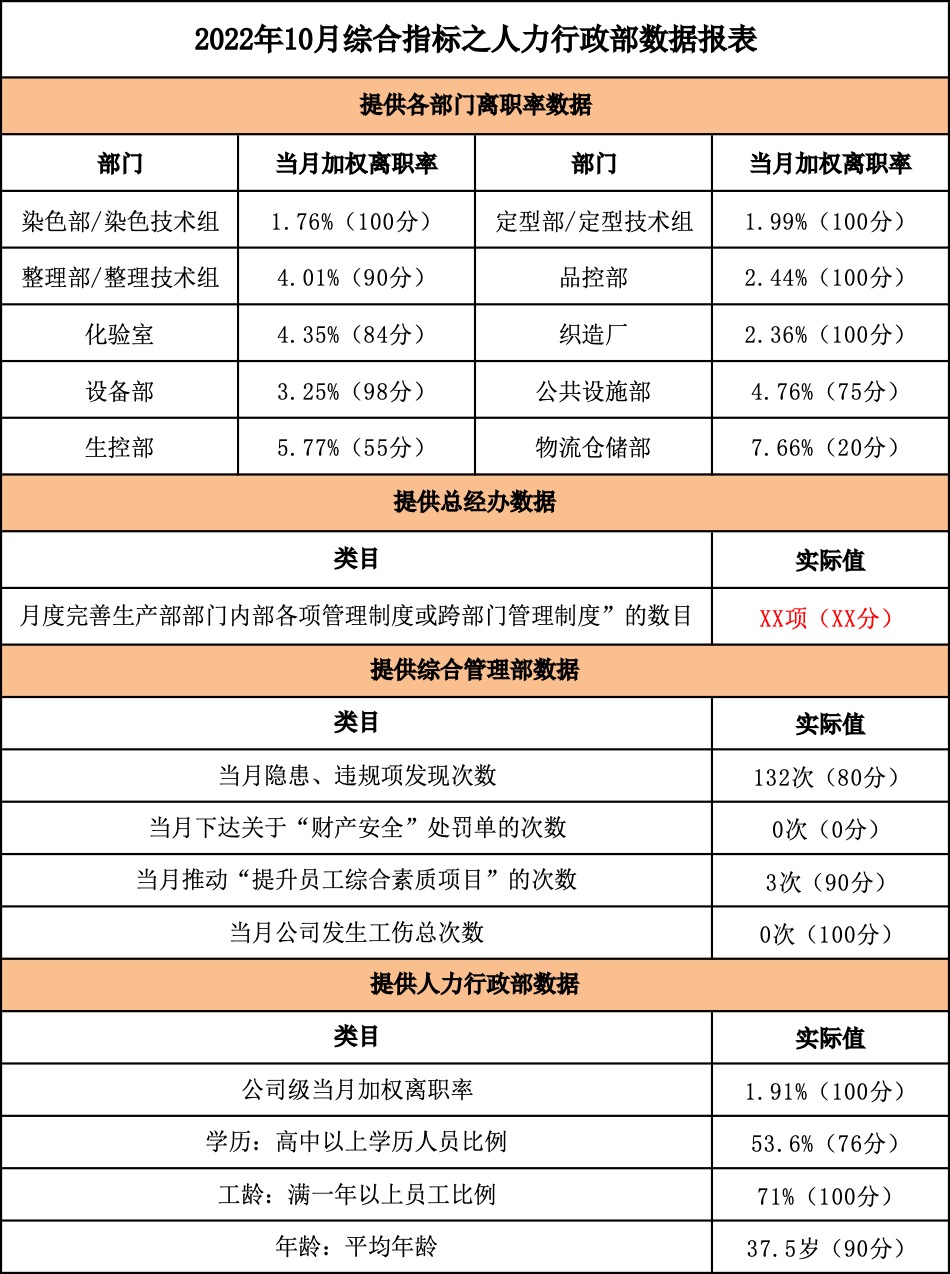 2022年10月综合指标之人力行政部数据报表
提供各部门离职率数据
部门 当月加权离职率 部门 当月加权离职率
染色部/染色技术组 1.76%（100分） 定型部/定型技术组 1.99%（100分）
整理部/整理技术组 4.01%（90分） 品控部 2.44%（100分）
化验室 4.35%（84分） 织造厂 2.36%（100分）
设备部 3.25%（98分） 公共设施部 4.76%（75分）
生控部 5.77%（55分） 物流仓储部 7.66%（20分）
提供总经办数据
类目 实际值
月度完善生产部部门内部各项管理制度或跨部门管理制度”的数目 XX项（XX分）
提供综合管理部数据
类目 实际值
当月隐患、违规项发现次数 132次（80分）
当月下达关于“财产安全”处罚单的次数 0次（0分）
当月推动“提升员工综合素质项目”的次数 3次（90分）
当月公司发生工伤总次数 0次（100分）
提供人力行政部数据
类目 实际值
公司级当月加权离职率 1.91%（100分）
学历：高中以上学历人员比例 53.6%（76分）
工龄：满一年以上员工比例 71%（100分）
年龄：平均年龄 37.5岁（90分）